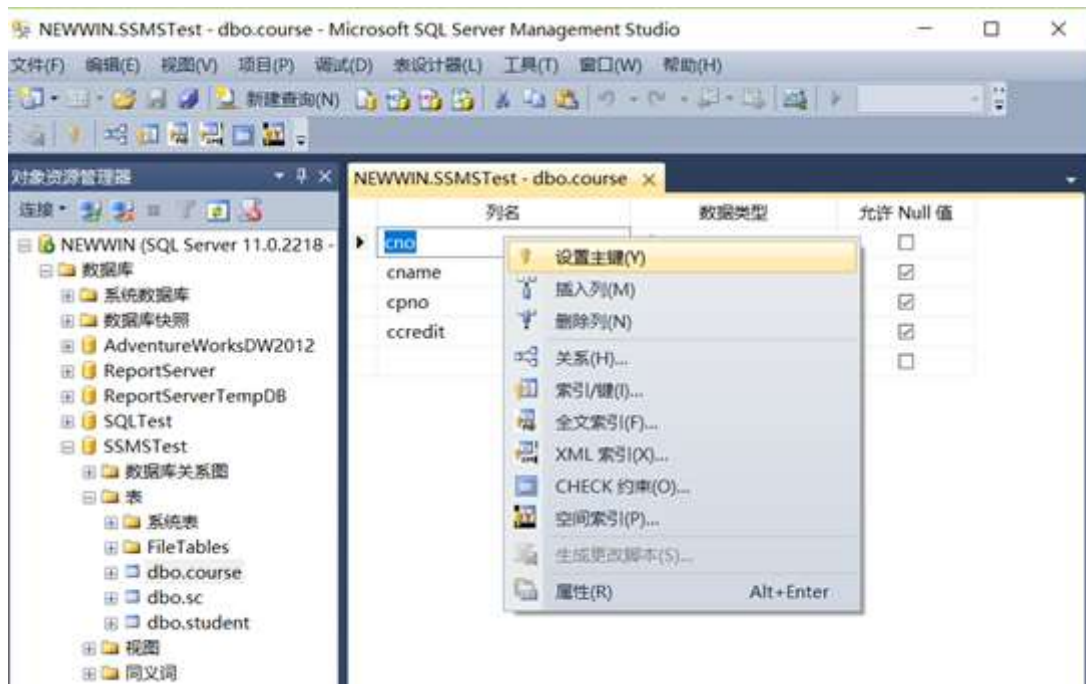 NEWWIN.SSMSTest - dbo.course - Microsoft SQL Server Management Studio
文件(F) 编辑(E) 视图(V) 项目(P) 调试(D) 表设计器(L) 工具(T) 窗口(W) 帮助(H)
新建查询(N)
对象资源管理器
连接
NEWWIN (SQL Server 11.0.2218 -
数据库
系统数据库
数据库快照
AdventureWorksDW2012
ReportServer
ReportServerTempDB
SQLTest
SSMSTest
数据库关系图
表
系统表
FileTables
dbo.course
dbo.sc
dbo.student
视图
同义词
NEWWIN.SSMSTest - dbo.course
列名 数据类型 允许 Null 值
cno
cname
cpno
ccredit
设置主键(Y)
插入列(M)
删除列(N)
关系(H)...
索引/键(I)...
全文索引(F)...
XML 索引(X)...
CHECK 约束(O)...
空间索引(P)...
生成更改脚本(S)...
属性(R) Alt+Enter